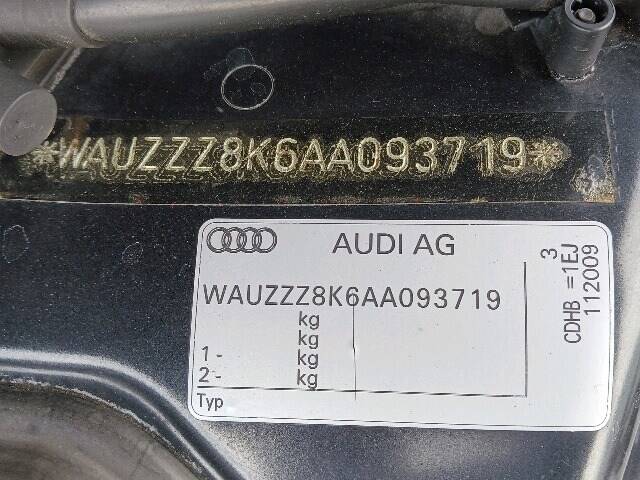 *WAUZZZ8K6AA093719*
AUDI AG
WAUZZZ8K6AA093719
kg
kg
1- kg
2- kg
Typ
3
CDHB =1EJ
112009